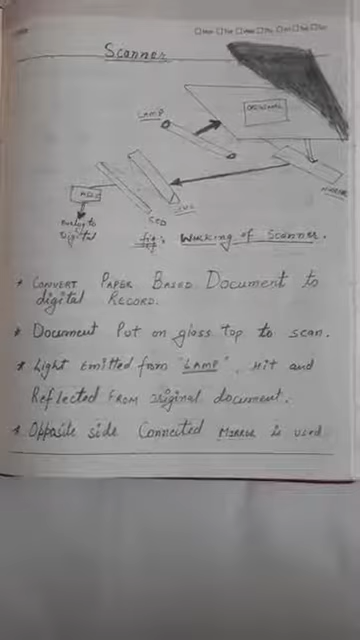 Scanner
ORIGINAL
LAMP
MIRROR
ADC
Analog to
Digital
CCD
fig:- Working of Scanner.
* CONVERT PAPER BASED Document to
digital RECORD.
* Document Put on glass top to scan.
* Light Emitted from "LAMP", Hit and
Reflected FROM original document.
* Opposite side Connected MIRROR is used